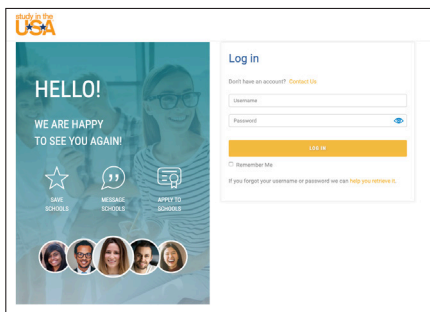 study in the
USA
HELLO!
WE ARE HAPPY
TO SEE YOU AGAIN!
SAVE
SCHOOLS
MESSAGE
SCHOOLS
APPLY TO
SCHOOLS
Log in
Don't have an account? Contact Us
Username
Password
LOG IN
Remember Me
If you forgot your username or password we can help you retrieve it.